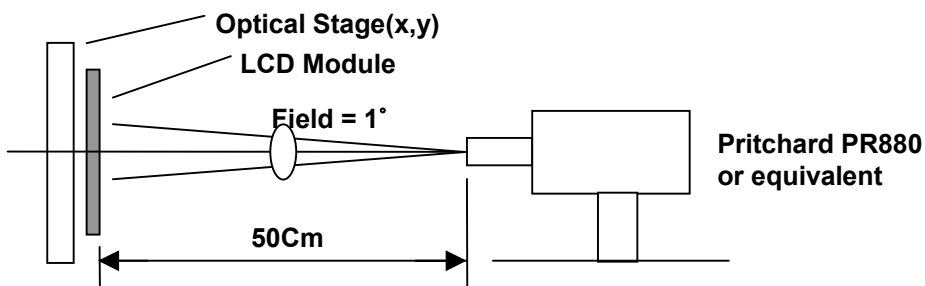 Optical Stage(x,y)
LCD Module
Field = 1˚
Pritchard PR880
or equivalent
50Cm